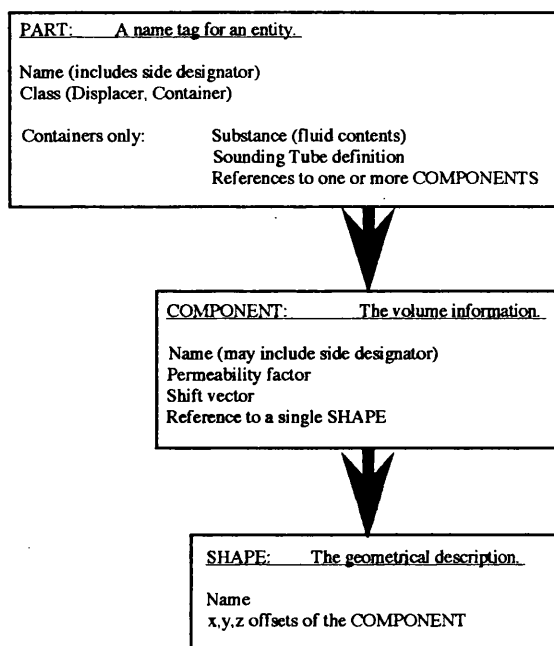 PART: A name tag for an entity.
Name (includes side designator)
Class (Displacer, Container)
Containers only: Substance (fluid contents)
Sounding Tube definition
References to one or more COMPONENTS
COMPONENT: The volume information.
Name (may include side designator)
Permeability factor
Shift vector
Reference to a single SHAPE
SHAPE: The geometrical description.
Name
x,y,z offsets of the COMPONENT